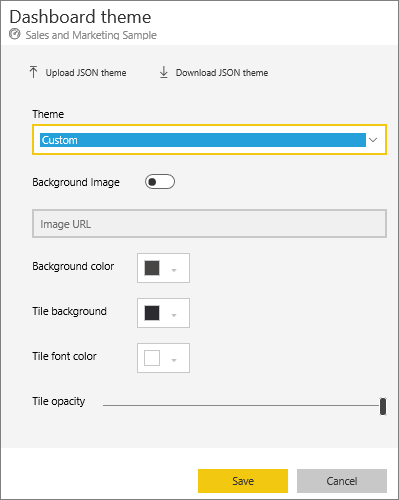 Dashboard theme
Sales and Marketing Sample
Upload JSON theme Download JSON theme
Theme
Custom
Background Image
Image URL
Background color
Tile background
Tile font color
Tile opacity
Save Cancel